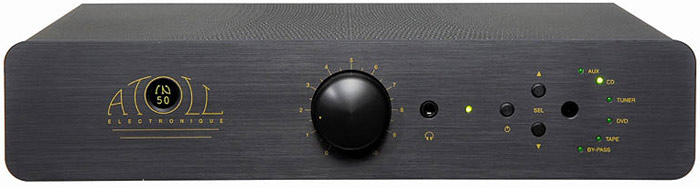 ATOLL
ELECTRONIQUE
IN
50
SEL
AUX
CD
TUNER
DVD
TAPE
BY-PASS